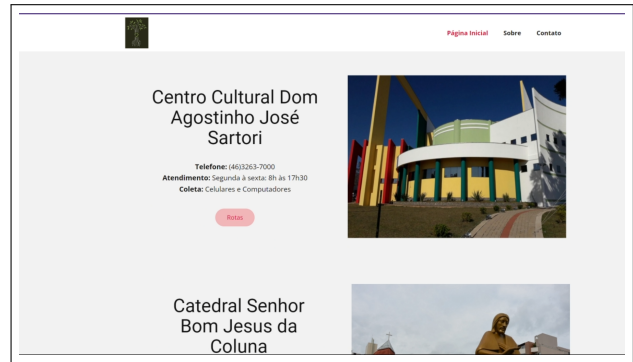 Página Inicial Sobre Contato
Centro Cultural Dom
Agostinho José
Sartori
Telefone: (46)3263-7000
Atendimento: Segunda à sexta: 8h às 17h30
Coleta: Celulares e Computadores
Rotas
Catedral Senhor
Bom Jesus da
Coluna